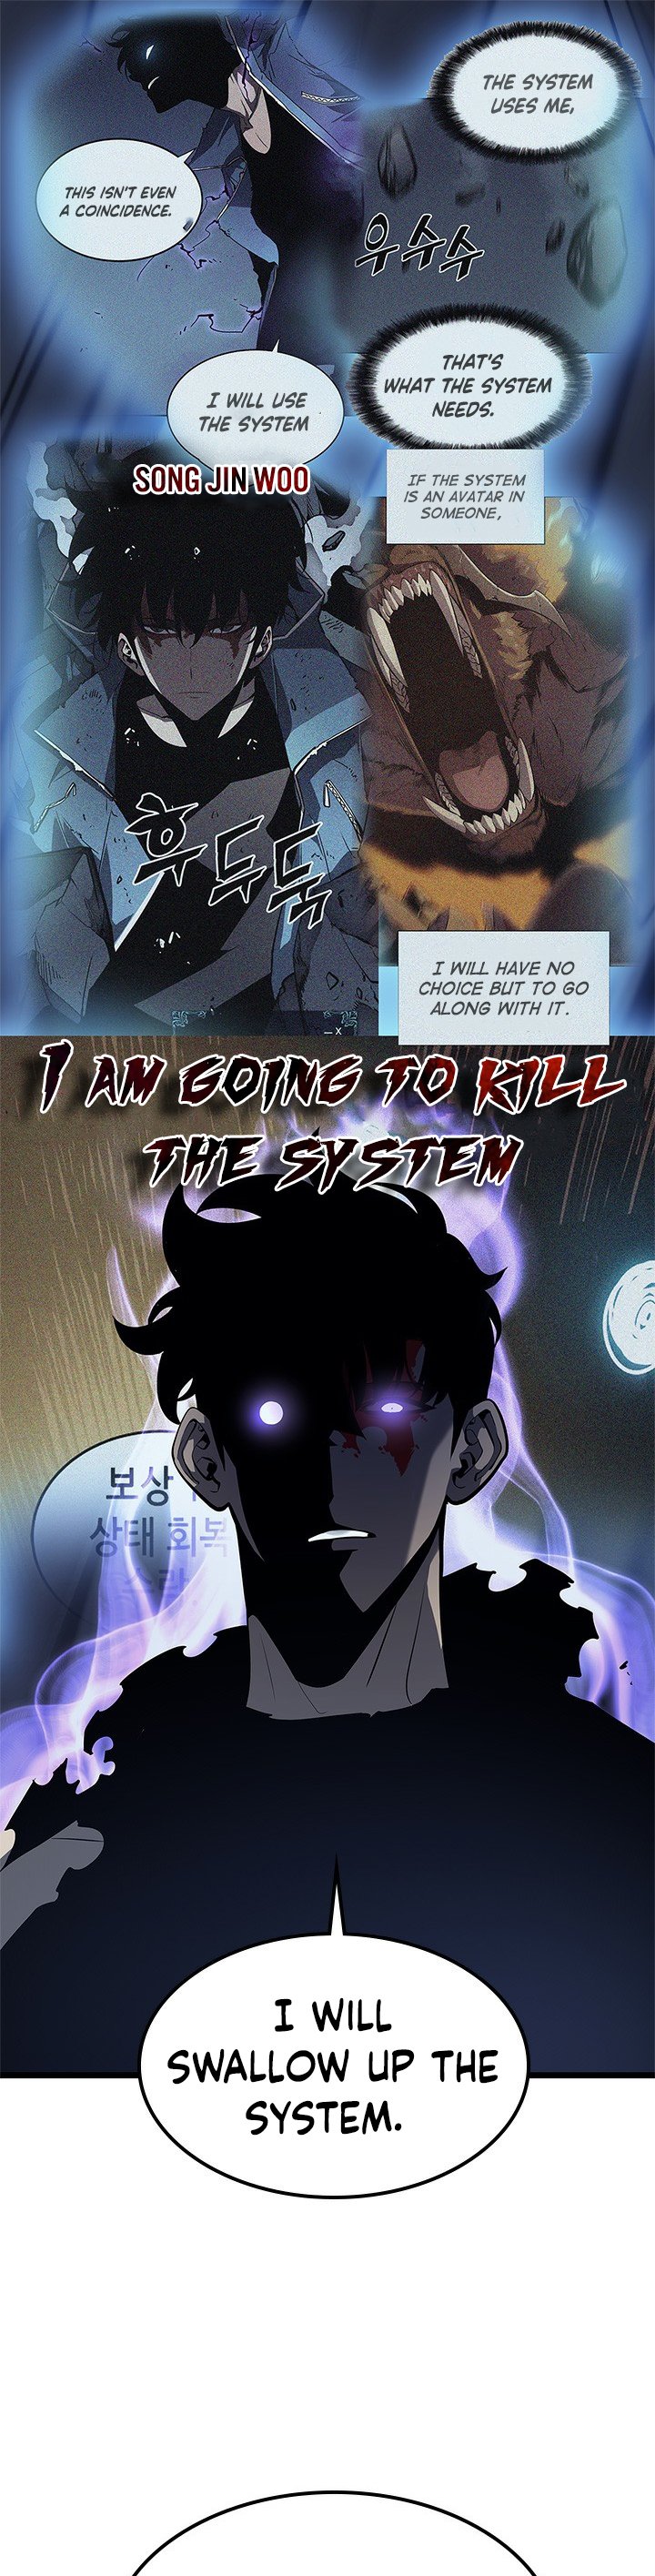 THE SYSTEM
USES ME,
THIS ISN'T EVEN
A COINCIDENCE.
우수수
THAT'S
WHAT THE SYSTEM
NEEDS.
I WILL USE
THE SYSTEM
SONG JIN WOO
IF THE SYSTEM
IS AN AVATAR IN
SOMEONE,
후두둑
I WILL HAVE NO
CHOICE BUT TO GO
ALONG WITH IT.
I AM GOING TO KILL
THE SYSTEM
보상
상태 회복
I WILL
SWALLOW UP THE
SYSTEM.